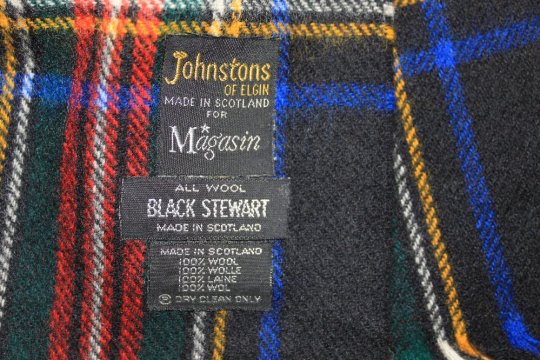 Johnstons
OF ELGIN
MADE IN SCOTLAND
FOR
Magasin
ALL WOOL
BLACK STEWART
MADE IN SCOTLAND
MADE IN SCOTLAND
100% WOOL
100% WOLLE
100% LAINE
100% WOL
Ⓟ DRY CLEAN ONLY